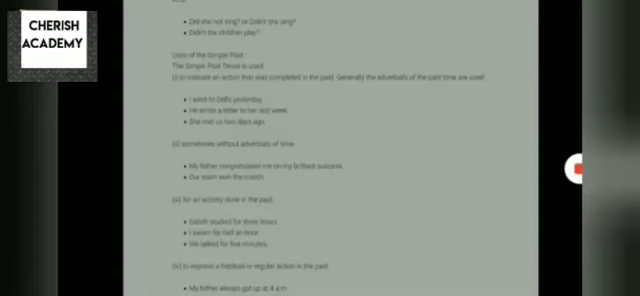 CHERISH
ACADEMY
• Did she not sing? or Didn't she sing?
• Didn't the children play?
Uses of the Simple Past
The Simple Past Tense is used
(i) to indicate an action that was completed in the past. Generally the adverbials of the past time are used
• I went to Delhi yesterday.
• He wrote a letter to her last week
• She met us two days ago.
(ii) sometimes without adverbials of time
• My father congratulated me on my brilliant success.
• Our team won the match.
(iii) for an activity done in the past.
• Satish studied for three hours
• I swam for half an hour.
• We talked for five minutes.
(iv) to express a habitual or regular action in the past
• My father always got up at 4 a.m.